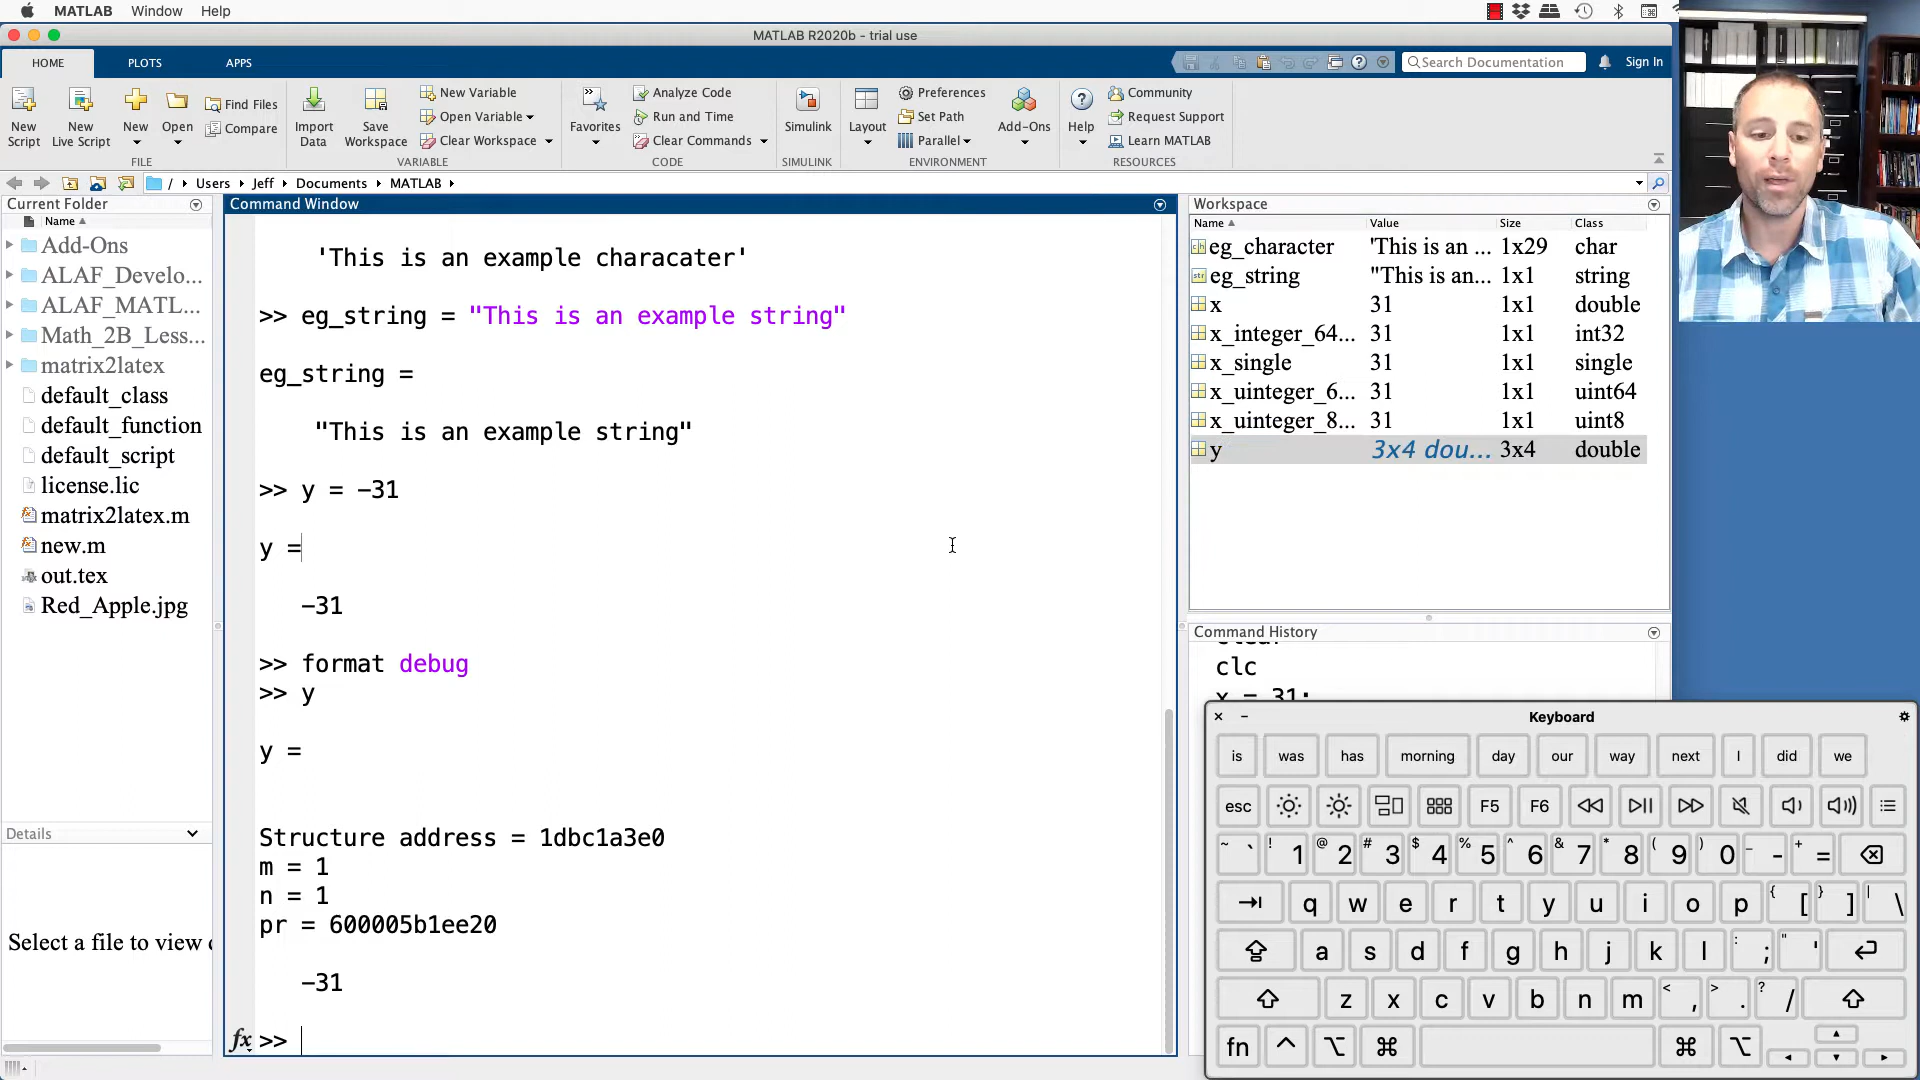 MATLAB Window Help
MATLAB R2020b - trial use
HOME PLOTS APPS
Search Documentation
Sign In
New Script
New Live Script
New
Open
Find Files
Compare
FILE
Import Data
Save Workspace
New Variable
Open Variable
Clear Workspace
VARIABLE
Favorites
Analyze Code
Run and Time
Clear Commands
CODE
Simulink
SIMULINK
Layout
Preferences
Set Path
Parallel
Add-Ons
ENVIRONMENT
Help
Community
Request Support
Learn MATLAB
RESOURCES
/ Users Jeff Documents MATLAB
Current Folder
Name
Add-Ons
ALAF_Develo...
ALAF_MATL...
Math_2B_Less...
matrix2latex
default_class
default_function
default_script
license.lic
matrix2latex.m
new.m
out.tex
Red_Apple.jpg
Details
Select a file to view
Command Window
'This is an example characater'
>> eg_string = "This is an example string"
eg_string =
"This is an example string"
>> y = -31
y =
-31
>> format debug
>> y
y =
Structure address = 1dbc1a3e0
m = 1
n = 1
pr = 600005b1ee20
-31
fx >>
Workspace
Name Value Size Class
eg_character 'This is an ... 1x29 char
eg_string "This is an... 1x1 string
x 31 1x1 double
x_integer_64... 31 1x1 int32
x_single 31 1x1 single
x_uinteger_6... 31 1x1 uint64
x_uinteger_8... 31 1x1 uint8
y 3x4 dou... 3x4 double
Command History
clear
clc
x = 31;
Keyboard
is was has morning day our way next I did we
esc F5 F6
~ ` ! 1 @ 2 # 3 $ 4 % 5 ^ 6 & 7 * 8 ( 9 ) 0 _ - + =
q w e r t y u i o p { [ } ] | \
a s d f g h j k l : ; " '
z x c v b n m < , > . ? /
fn